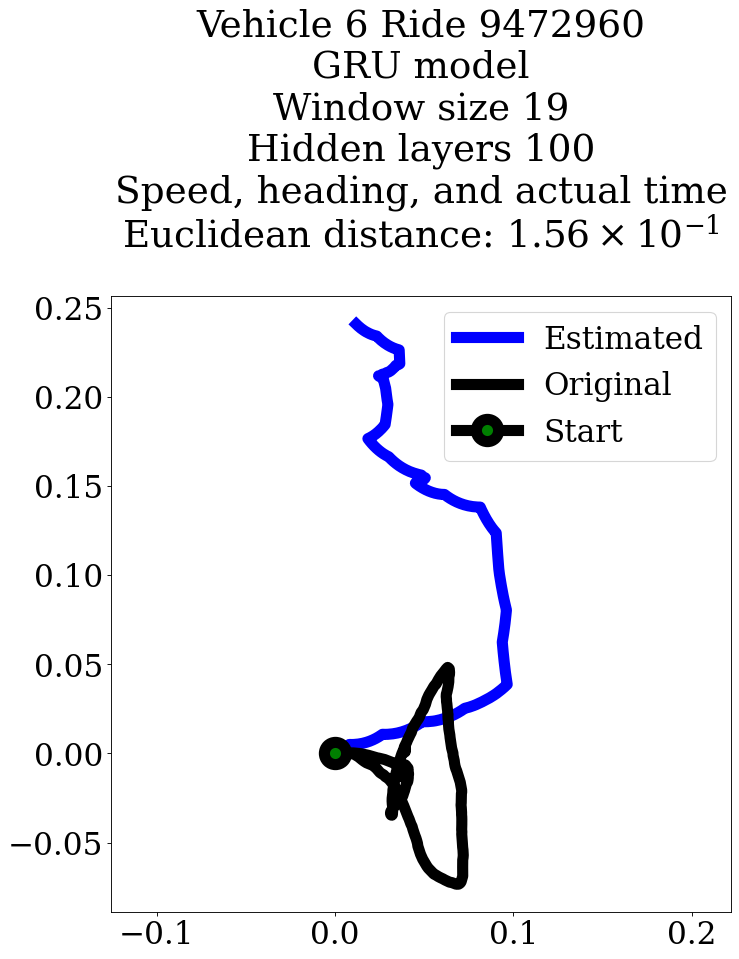 Vehicle 6 Ride 9472960
GRU model
Window size 19
Hidden layers 100
Speed, heading, and actual time
Euclidean distance: 1.56 × 10⁻¹
Estimated
Original
Start
0.25
0.20
0.15
0.10
0.05
0.00
−0.05
−0.1 0.0 0.1 0.2